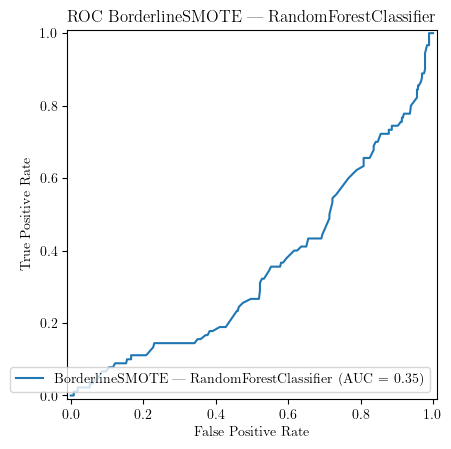 ROC BorderlineSMOTE — RandomForestClassifier
1.0
0.8
0.6
0.4
0.2
0.0
True Positive Rate
BorderlineSMOTE — RandomForestClassifier (AUC = 0.35)
0.0 0.2 0.4 0.6 0.8 1.0
False Positive Rate